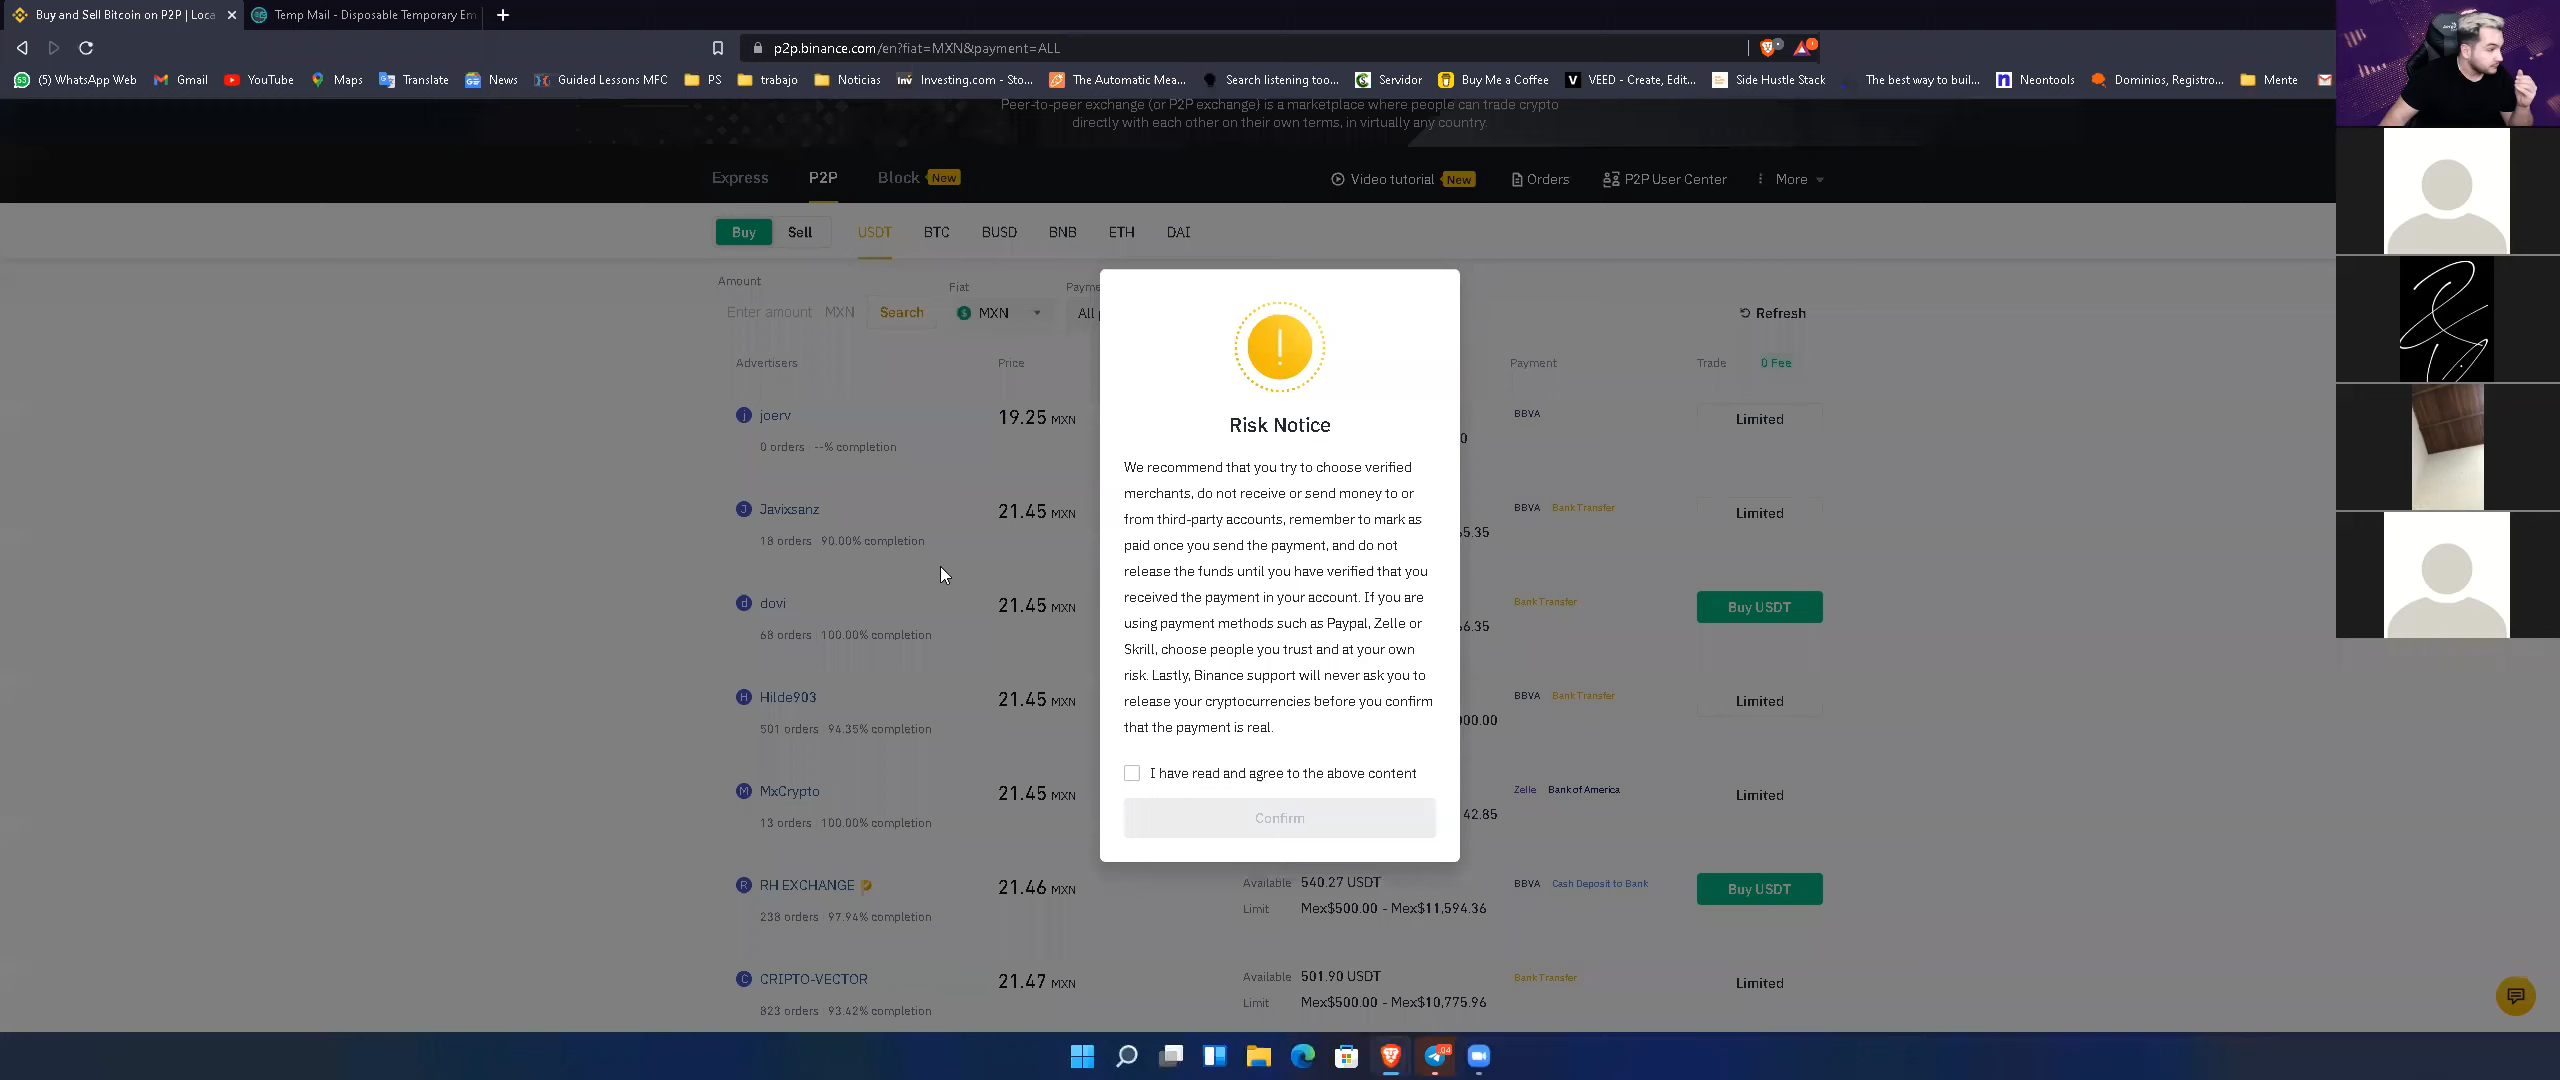 Buy and Sell Bitcoin on P2P | Loca
Temp Mail - Disposable Temporary Em
p2p.binance.com/en?fiat=MXN&payment=ALL
(5) WhatsApp Web Gmail YouTube Maps Translate News Guided Lessons MFC PS trabajo Noticias Investing.com - Sto... The Automatic Mea... Search listening too... Servidor Buy Me a Coffee VEED - Create, Edit... Side Hustle Stack The best way to buil... Neontools Dominios, Registro... Mente
Peer-to-peer exchange (or P2P exchange) is a marketplace where people can trade crypto
directly with each other on their own terms, in virtually any country.
Express P2P Block New Video tutorial New Orders P2P User Center More
Buy Sell USDT BTC BUSD BNB ETH DAI
Amount Fiat Payme
Enter amount MXN Search MXN All Refresh
Advertisers Price Payment Trade 0 Fee
joerv 19.25 MXN BBVA Limited
0 orders --% completion
Javixsanz 21.45 MXN BBVA Bank Transfer Limited
18 orders 90.00% completion 5.35
dovi 21.45 MXN Bank Transfer Buy USDT
68 orders 100.00% completion 6.35
Hilde903 21.45 MXN BBVA Bank Transfer Limited
501 orders 94.35% completion 00.00
MxCrypto 21.45 MXN Zelle Bank of America Limited
13 orders 100.00% completion 42.85
RH EXCHANGE 21.46 MXN Available 540.27 USDT BBVA Cash Deposit to Bank Buy USDT
238 orders 97.94% completion Limit Mex$500.00 - Mex$11,594.36
CRIPTO-VECTOR 21.47 MXN Available 501.90 USDT Bank Transfer Limited
823 orders 93.42% completion Limit Mex$500.00 - Mex$10,775.96
Risk Notice
We recommend that you try to choose verified
merchants, do not receive or send money to or
from third-party accounts, remember to mark as
paid once you send the payment, and do not
release the funds until you have verified that you
received the payment in your account. If you are
using payment methods such as Paypal, Zelle or
Skrill, choose people you trust and at your own
risk. Lastly, Binance support will never ask you to
release your cryptocurrencies before you confirm
that the payment is real.
I have read and agree to the above content
Confirm